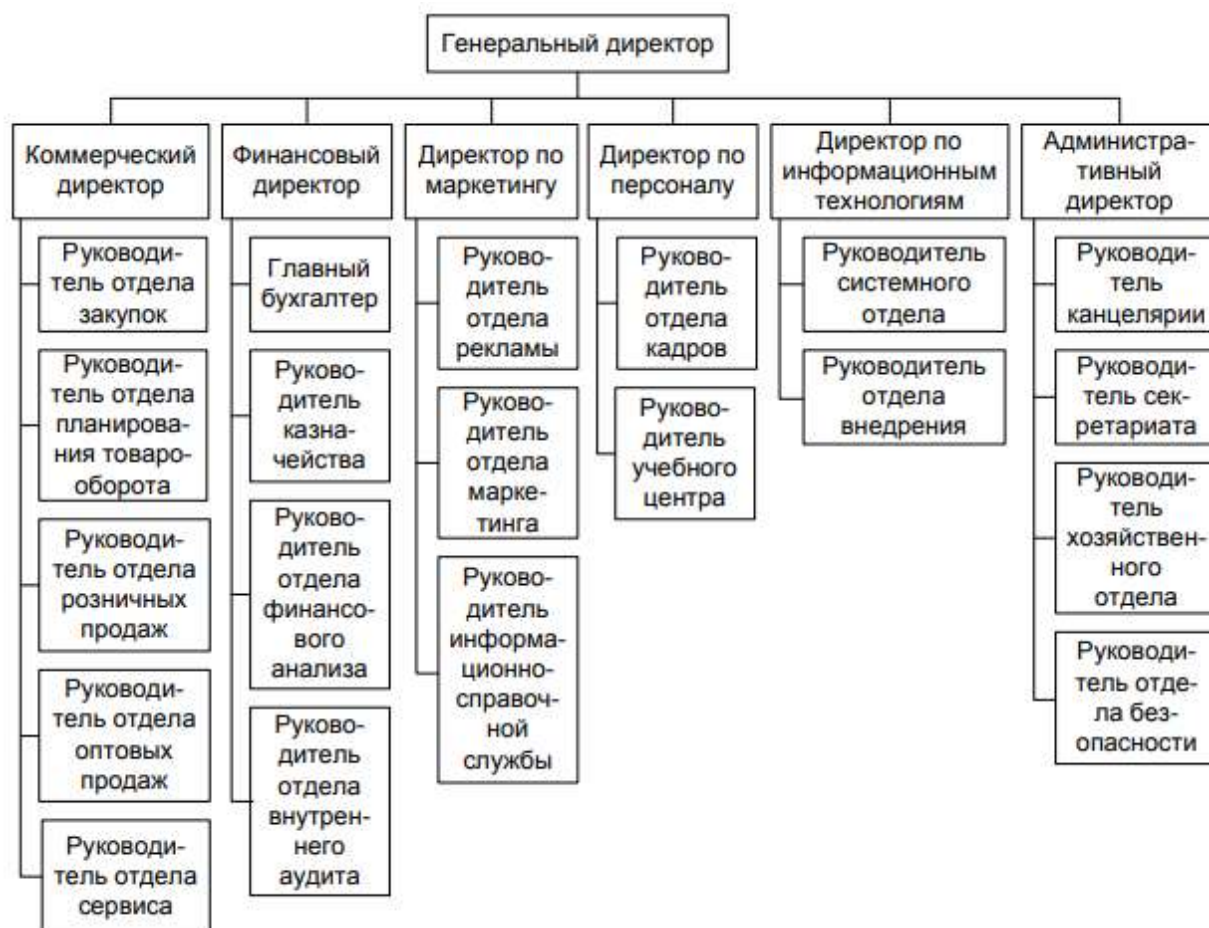 Генеральный директор
Коммерческий
директор
Руководи-
тель отдела
закупок
Руководи-
тель отдела
планирова-
ния товаро-
оборота
Руководи-
тель отдела
розничных
продаж
Руководи-
тель отдела
оптовых
продаж
Руководи-
тель отдела
сервиса
Финансовый
директор
Главный
бухгалтер
Руково-
дитель
казна-
чейства
Руково-
дитель
отдела
финансо-
вого
анализа
Руково-
дитель
отдела
внутрен-
него
аудита
Директор по
маркетингу
Руково-
дитель
отдела
рекламы
Руково-
дитель
отдела
марке-
тинга
Руково-
дитель
информа-
ционно-
справоч-
ной
службы
Директор по
персоналу
Руково-
дитель
отдела
кадров
Руково-
дитель
учебного
центра
Директор по
информационным
технологиям
Руководитель
системного
отдела
Руководитель
отдела
внедрения
Администра-
тивный
директор
Руководи-
тель
канцелярии
Руководи-
тель сек-
ретариата
Руководи-
тель
хозяйствен-
ного
отдела
Руководи-
тель отде-
ла без-
опасности